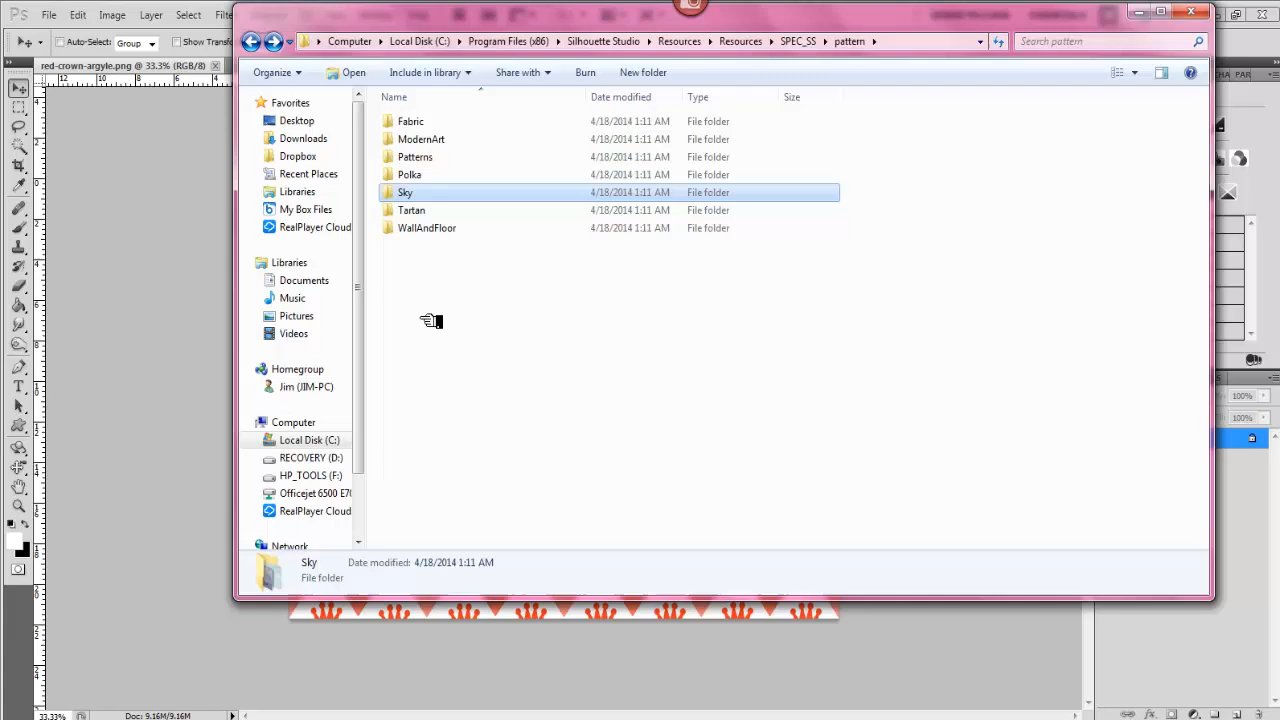 Ps File Edit Image Layer Select
Auto-Select: Group Show Transfo
red-crown-argyle.png @ 33.3% (RGB/8)
Computer Local Disk (C:) Program Files (x86) Silhouette Studio Resources Resources SPEC_SS pattern Search pattern
Organize Open Include in library Share with Burn New folder
Name Date modified Type Size
Favorites
Desktop
Downloads
Dropbox
Recent Places
Libraries
My Box Files
RealPlayer Cloud
Libraries
Documents
Music
Pictures
Videos
Homegroup
Jim (JIM-PC)
Computer
Local Disk (C:)
RECOVERY (D:)
HP_TOOLS (F:)
Officejet 6500 E7
RealPlayer Cloud
Network
Fabric 4/18/2014 1:11 AM File folder
ModernArt 4/18/2014 1:11 AM File folder
Patterns 4/18/2014 1:11 AM File folder
Polka 4/18/2014 1:11 AM File folder
Sky 4/18/2014 1:11 AM File folder
Tartan 4/18/2014 1:11 AM File folder
WallAndFloor 4/18/2014 1:11 AM File folder
Sky Date modified: 4/18/2014 1:11 AM
File folder
PAR
100%
100%
33.33% Doc: 9.16M/9.16M